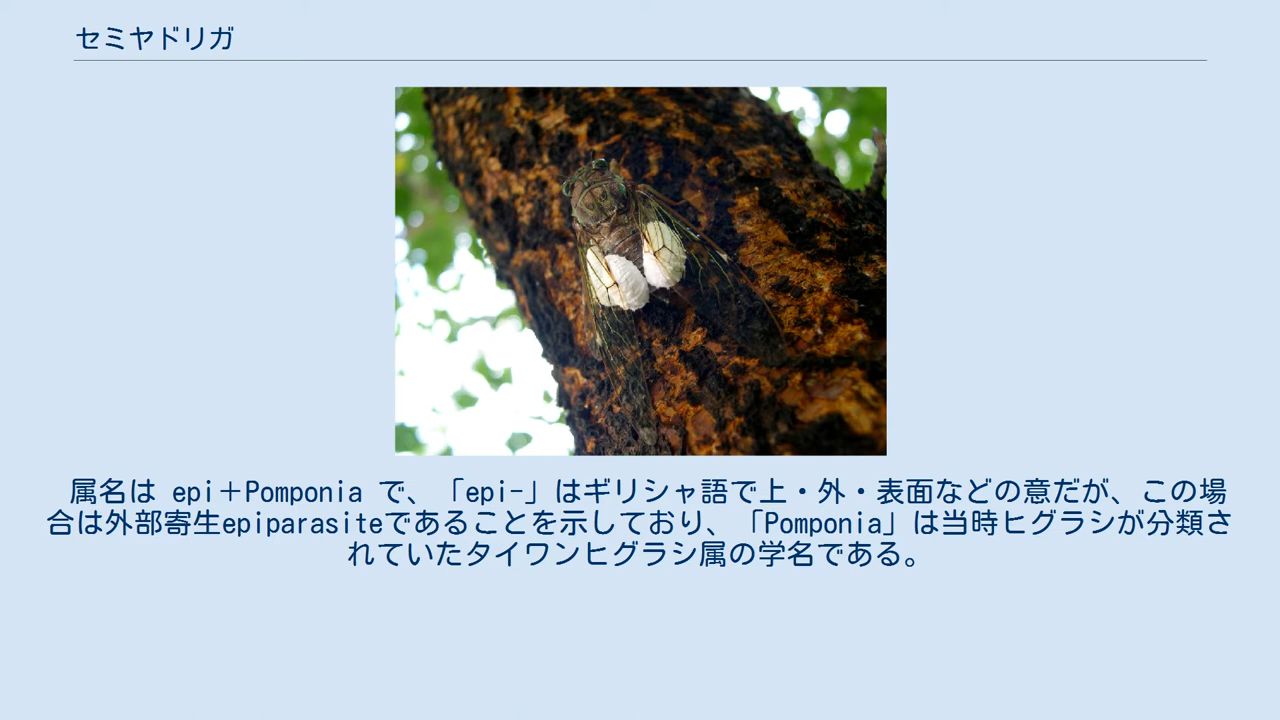 セミヤドリガ
属名は epi＋Pomponia で、「epi-」はギリシャ語で上・外・表面などの意だが、この場
合は外部寄生epiparasiteであることを示しており、「Pomponia」は当時ヒグラシが分類さ
れていたタイワンヒグラシ属の学名である。